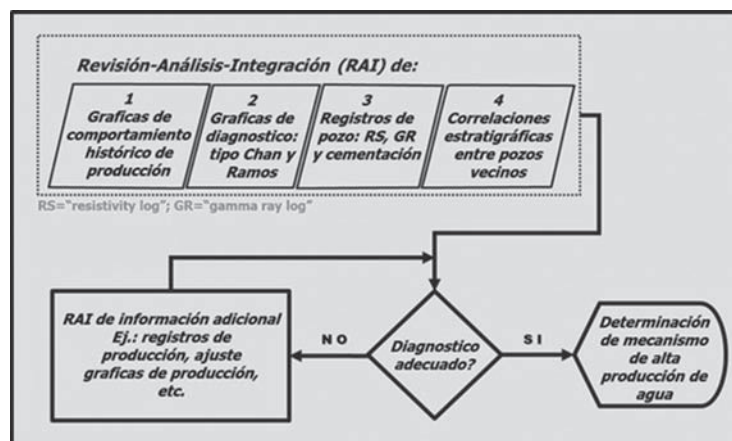 Revisión-Análisis-Integración (RAI) de:
1
Graficas de
comportamiento
histórico de
producción
2
Graficas de
diagnostico:
tipo Chan y
Ramos
3
Registros de
pozo: RS, GR
y cementación
4
Correlaciones
estratigráficas
entre pozos
vecinos
RS="resistivity log"; GR="gamma ray log"
RAI de información adicional
Ej.: registros de
producción, ajuste
graficas de producción,
etc.
NO
Diagnostico
adecuado?
SI
Determinación
de mecanismo
de alta
producción de
agua